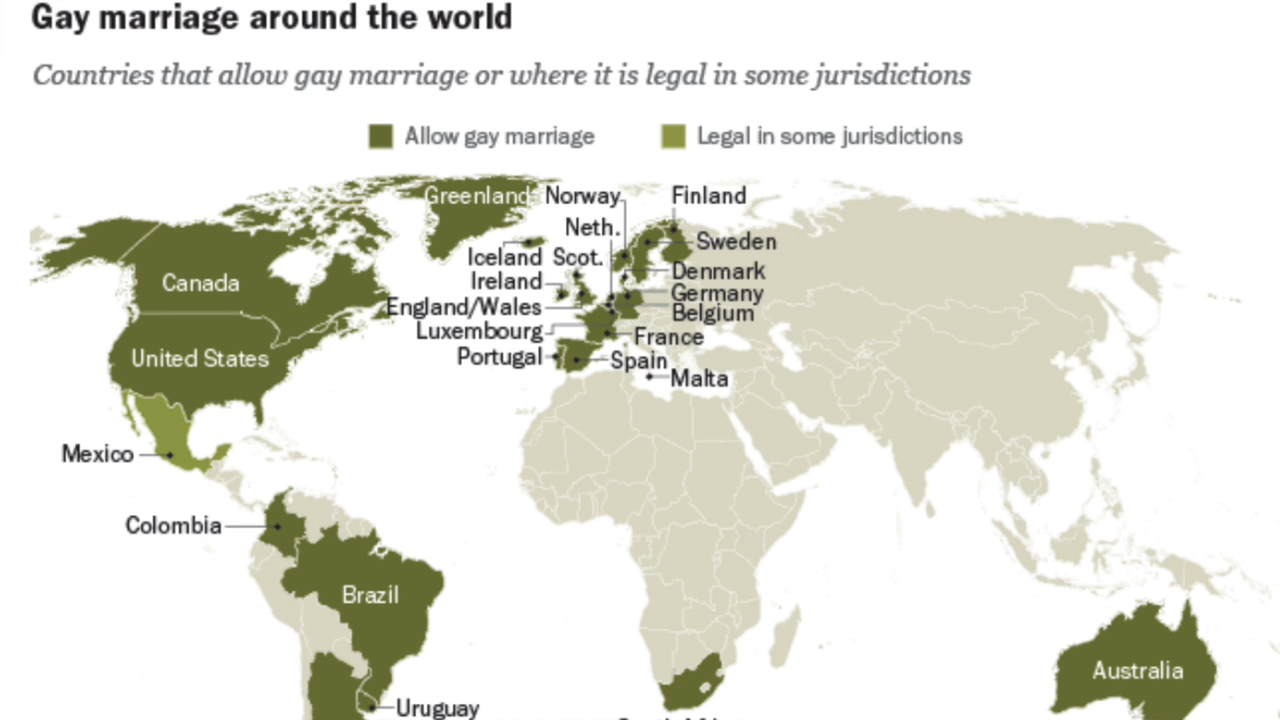 Gay marriage around the world
Countries that allow gay marriage or where it is legal in some jurisdictions
Allow gay marriage
Legal in some jurisdictions
Greenland
Norway
Finland
Neth.
Sweden
Iceland
Scot.
Denmark
Ireland
Canada
Germany
England/Wales
Belgium
Luxembourg
France
United States
Portugal
Spain
Malta
Mexico
Colombia
Brazil
Australia
Uruguay